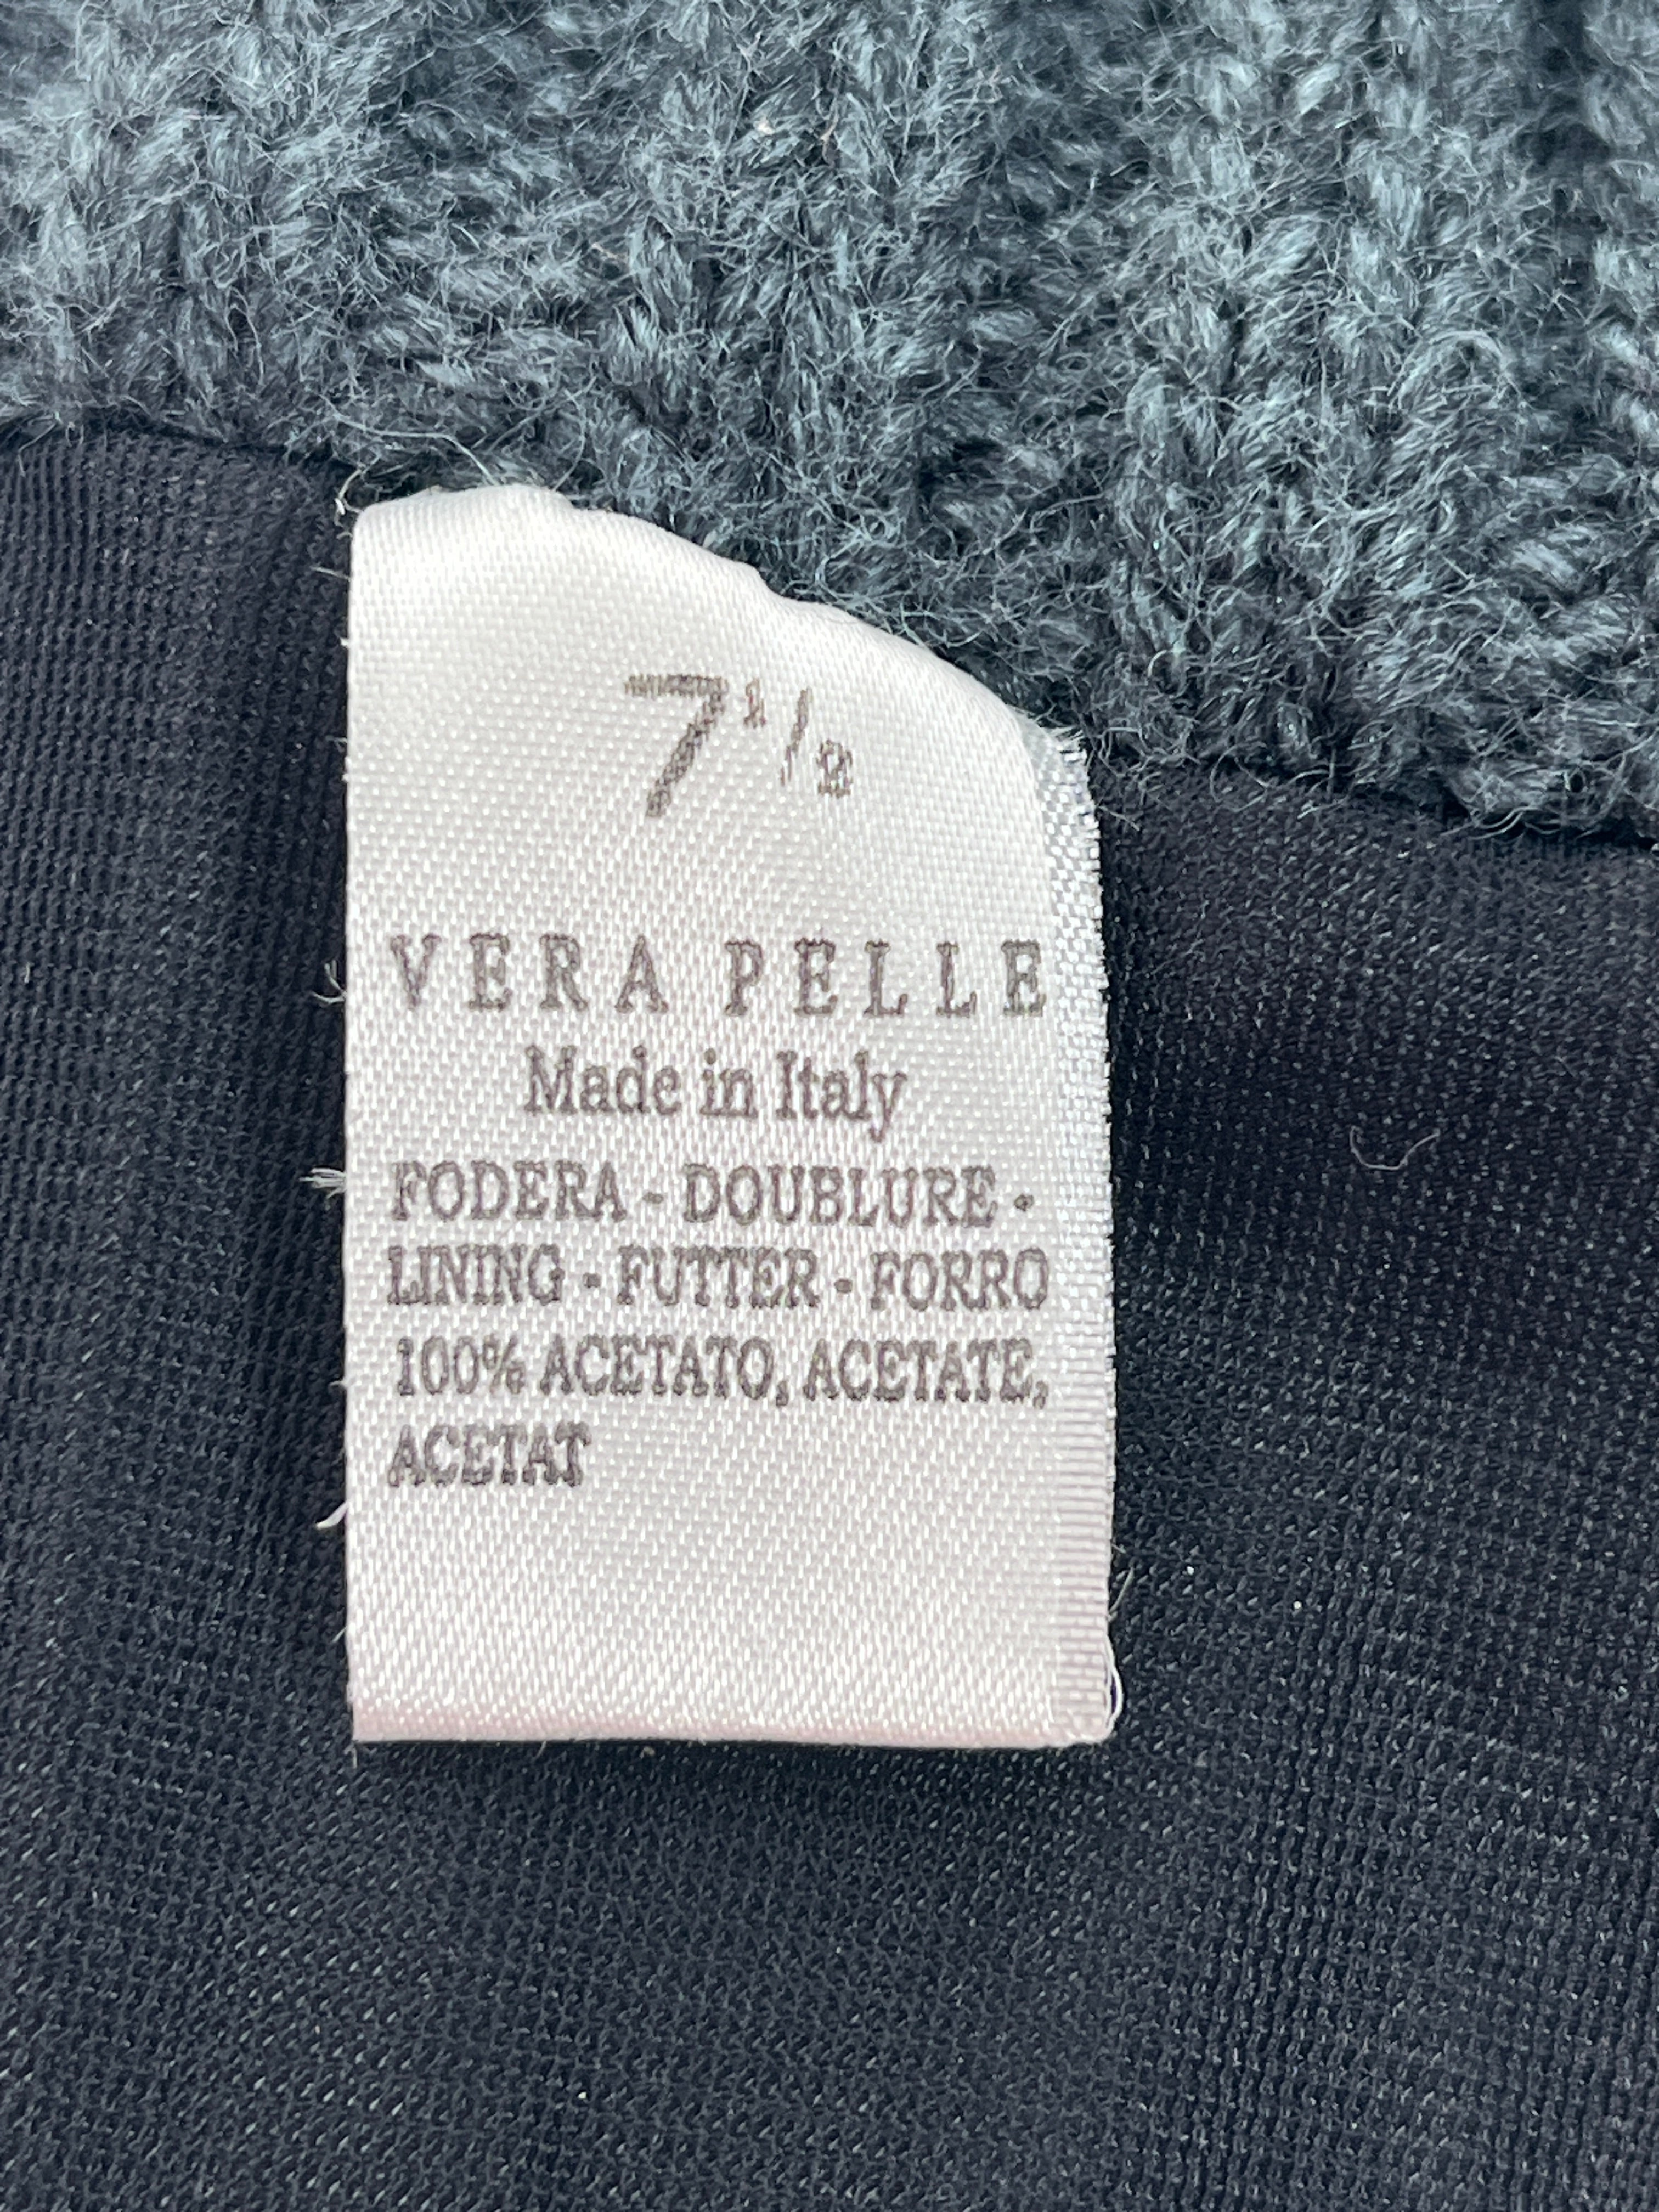 7 1/2
VERA PELLE
Made in Italy
FODERA - DOUBLURE -
LINING - FUTTER - FORRO
100% ACETATO, ACETATE,
ACETAT